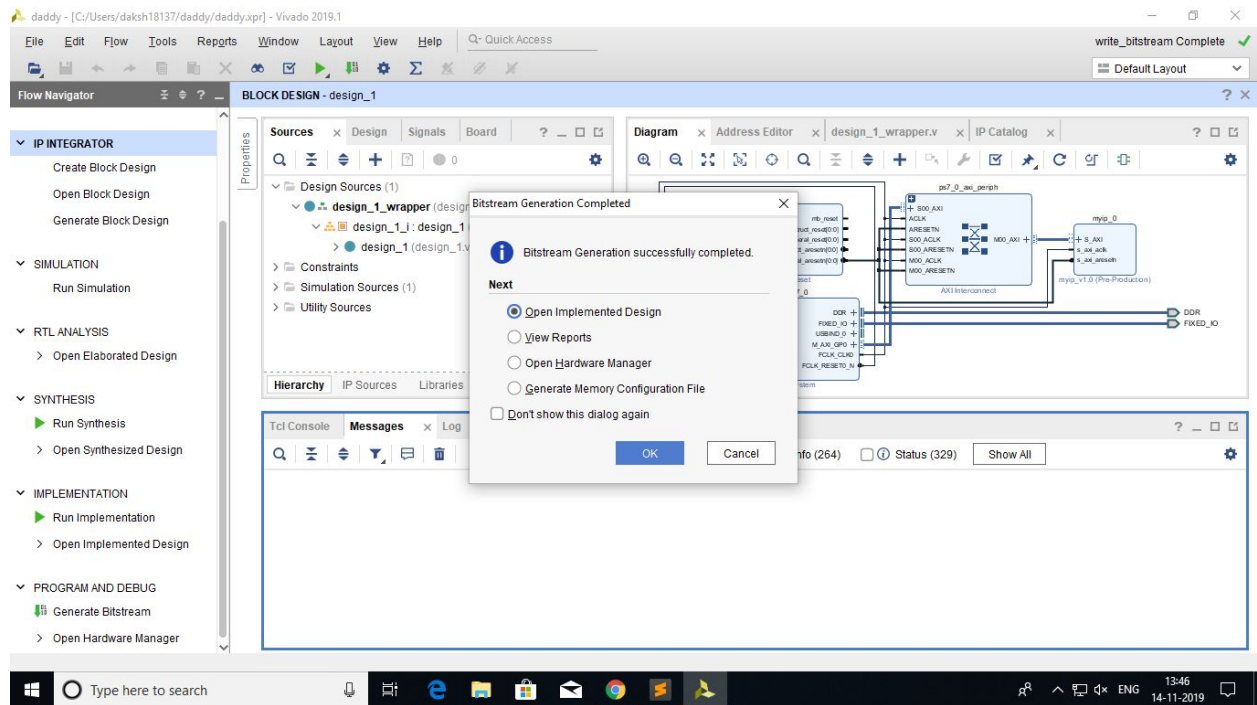 daddy - [C:/Users/daksh18137/daddy/daddy.xpr] - Vivado 2019.1
File Edit Flow Tools Reports Window Layout View Help Q- Quick Access
write_bitstream Complete
Default Layout
Flow Navigator
IP INTEGRATOR
Create Block Design
Open Block Design
Generate Block Design
SIMULATION
Run Simulation
RTL ANALYSIS
Open Elaborated Design
SYNTHESIS
Run Synthesis
Open Synthesized Design
IMPLEMENTATION
Run Implementation
Open Implemented Design
PROGRAM AND DEBUG
Generate Bitstream
Open Hardware Manager
BLOCK DESIGN - design_1
Properties
Sources Design Signals Board
0
Design Sources (1)
design_1_wrapper (design
design_1_i : design_1
design_1 (design_1.v
Constraints
Simulation Sources (1)
Utility Sources
Hierarchy IP Sources Libraries
Diagram Address Editor design_1_wrapper.v IP Catalog
mb_reset
ps7_0_axi_periph
S00_AXI
ACLK
ARESETN
S00_ACLK
S00_ARESETN
M00_ACLK
M00_ARESETN
M00_AXI
AXI Interconnect
myip_0
S_AXI
s_axi_aclk
s_axi_aresetn
myip_v1.0 (Pre-Production)
DDR
FIXED_IO
USBIND_0
M_AXI_GP0
FCLK_CLK0
FCLK_RESET0_N
DDR
FIXED_IO
Bitstream Generation Completed
Bitstream Generation successfully completed.
Next
Open Implemented Design
View Reports
Open Hardware Manager
Generate Memory Configuration File
Don't show this dialog again
OK Cancel
Tcl Console Messages Log
nfo (264) Status (329) Show All
Type here to search
ENG
13:46
14-11-2019